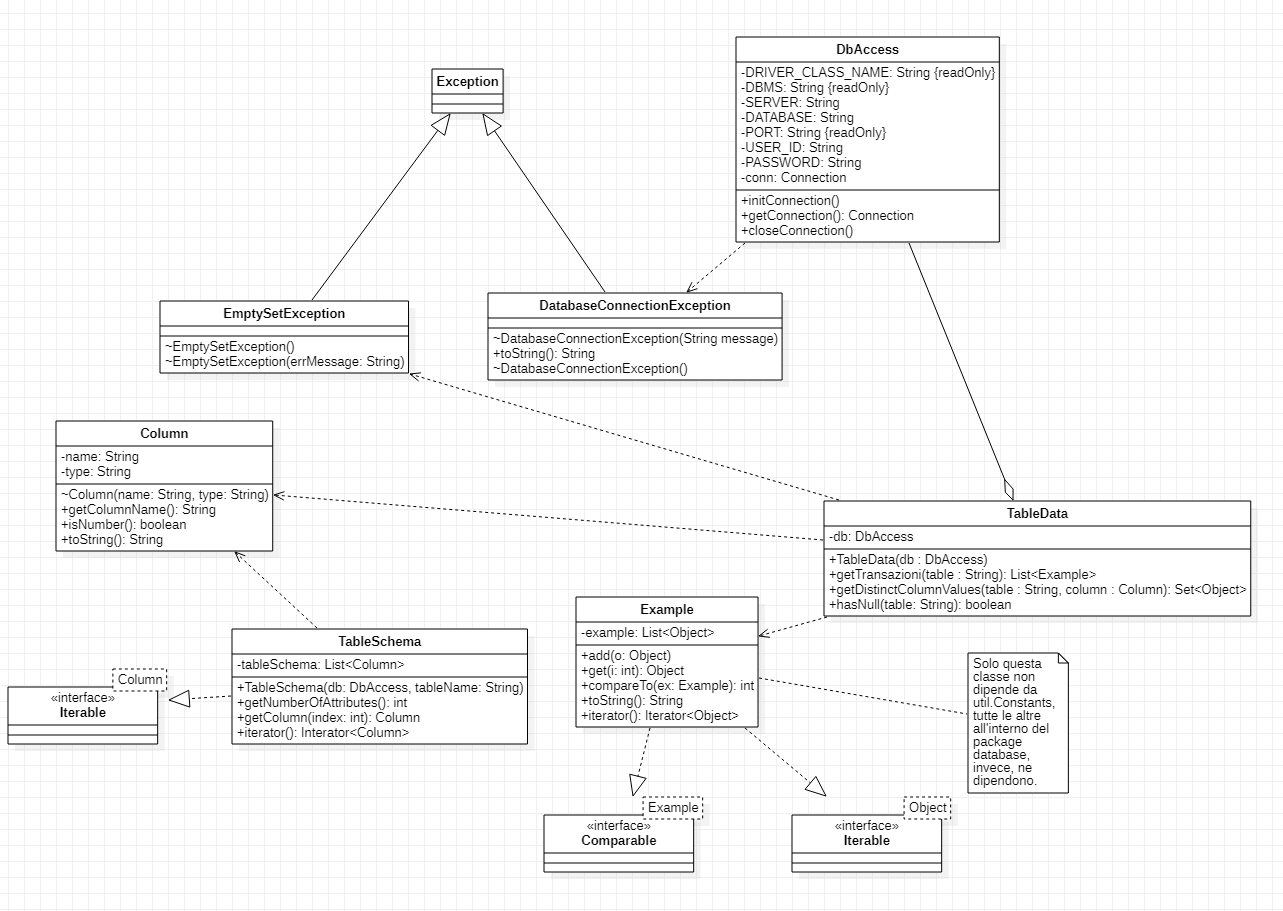 DbAccess
-DRIVER_CLASS_NAME: String {readOnly}
-DBMS: String {readOnly}
-SERVER: String
-DATABASE: String
-PORT: String {readOnly}
-USER_ID: String
-PASSWORD: String
-conn: Connection
+initConnection()
+getConnection(): Connection
+closeConnection()
Exception
EmptySetException
~EmptySetException()
~EmptySetException(errMessage: String)
DatabaseConnectionException
~DatabaseConnectionException(String message)
+toString(): String
~DatabaseConnectionException()
Column
-name: String
-type: String
~Column(name: String, type: String)
+getColumnName(): String
+isNumber(): boolean
+toString(): String
TableData
-db: DbAccess
+TableData(db : DbAccess)
+getTransazioni(table : String): List<Example>
+getDistinctColumnValues(table : String, column : Column): Set<Object>
+hasNull(table: String): boolean
Example
-example: List<Object>
+add(o: Object)
+get(i: int): Object
+compareTo(ex: Example): int
+toString(): String
+iterator(): Iterator<Object>
TableSchema
-tableSchema: List<Column>
+TableSchema(db: DbAccess, tableName: String)
+getNumberOfAttributes(): int
+getColumn(index: int): Column
+iterator(): Interator<Column>
Column
«interface»
Iterable
Solo questa
classe non
dipende da
util.Constants,
tutte le altre
all'interno del
package
database,
invece, ne
dipendono.
Example
«interface»
Comparable
Object
«interface»
Iterable